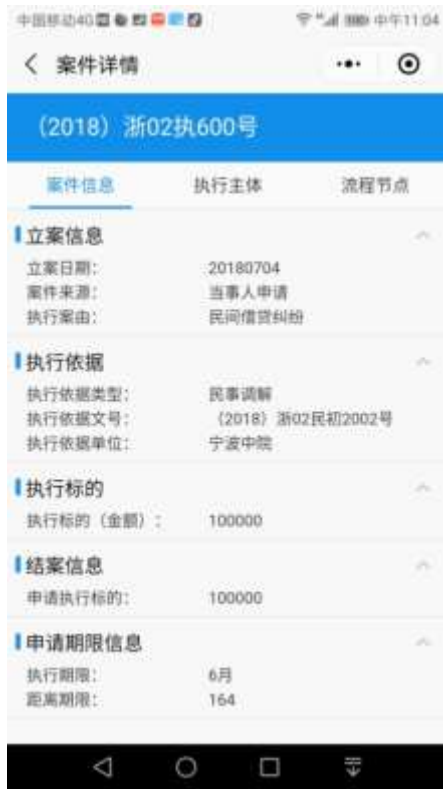 中国移动4G 中午11:04
案件详情
（2018）浙02执600号
案件信息 执行主体 流程节点
立案信息
立案日期： 20180704
案件来源： 当事人申请
执行案由： 民间借贷纠纷
执行依据
执行依据类型： 民事调解
执行依据文号： （2018）浙02民初2002号
执行依据单位： 宁波中院
执行标的
执行标的（金额）： 100000
结案信息
申请执行标的： 100000
申请期限信息
执行期限： 6月
距离期限： 164